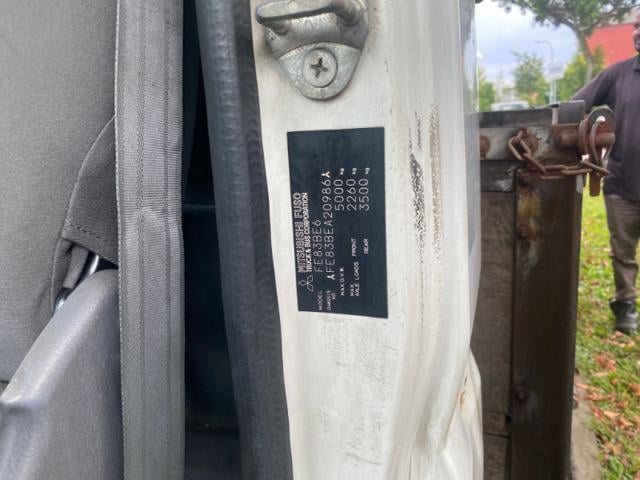 MITSUBISHI FUSO
TRUCK & BUS CORPORATION
MODEL FE83BE6
CHASSIS NO. ⅄FE83BEA20986⅄
MAX G.V.W. 5000 kg
MAX AXLE LOADS FRONT 2260 kg
REAR 3500 kg